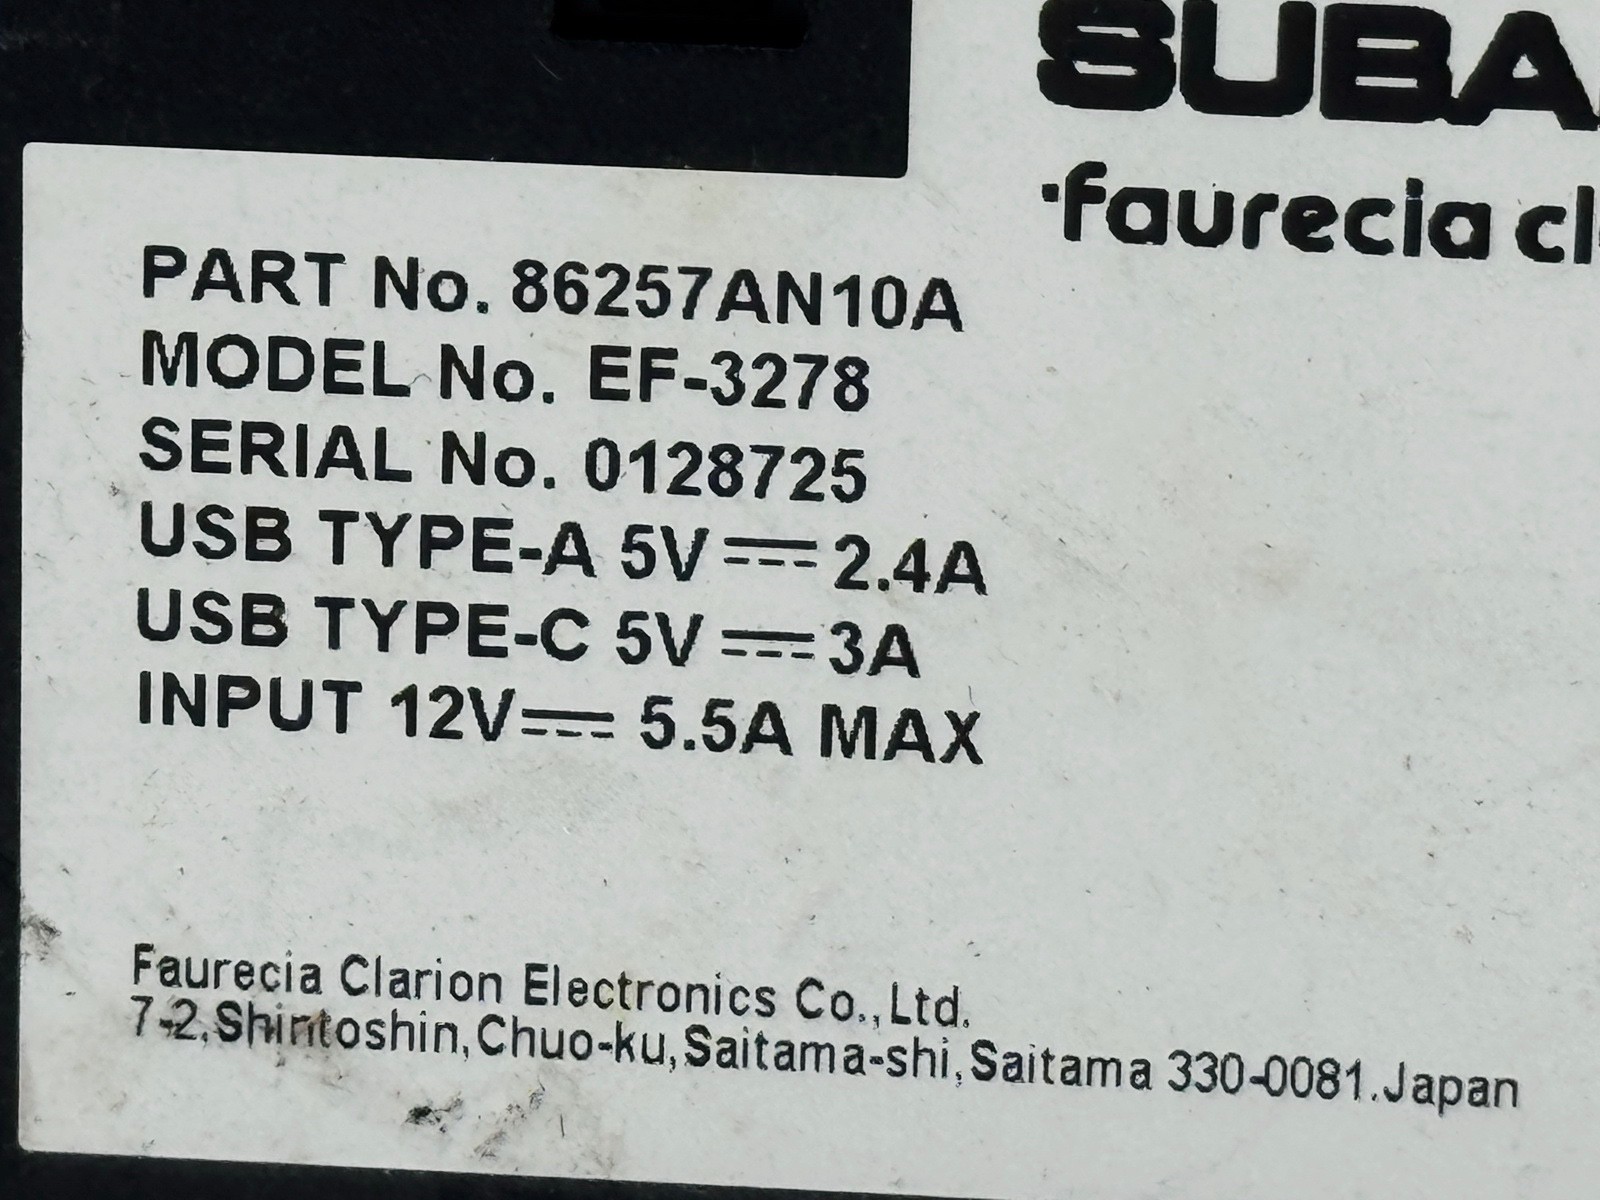 SUBA
faurecia cl
PART No. 86257AN10A
MODEL No. EF-3278
SERIAL No. 0128725
USB TYPE-A 5V⎓2.4A
USB TYPE-C 5V⎓3A
INPUT 12V⎓ 5.5A MAX
Faurecia Clarion Electronics Co.,Ltd.
7-2,Shintoshin,Chuo-ku,Saitama-shi,Saitama 330-0081.Japan